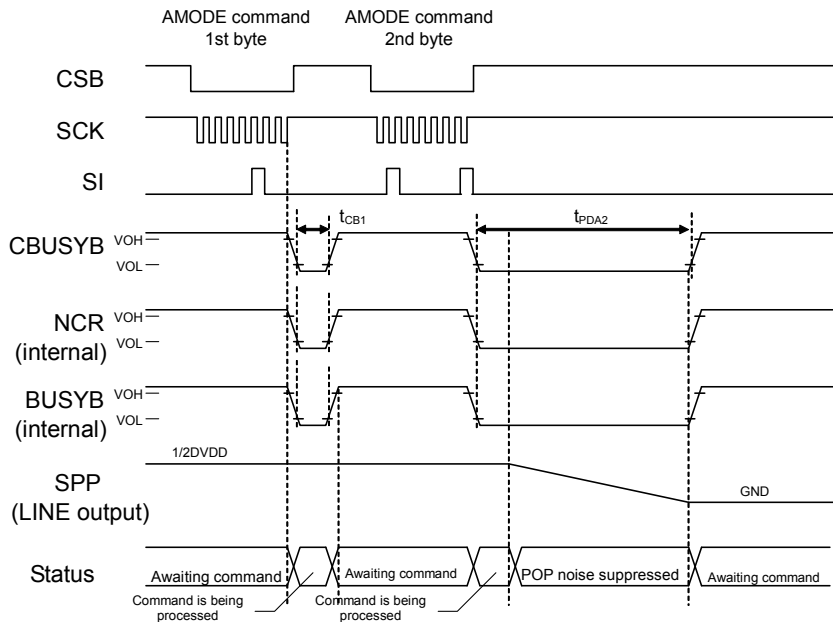 AMODE command
1st byte
AMODE command
2nd byte
CSB
SCK
SI
tCB1
tPDA2
CBUSYB
VOH
VOL
NCR
(internal)
VOH
VOL
BUSYB
(internal)
VOH
VOL
1/2DVDD
SPP
(LINE output)
GND
Status
Awaiting command
Awaiting command
POP noise suppressed
Awaiting command
Command is being
processed
Command is being
processed